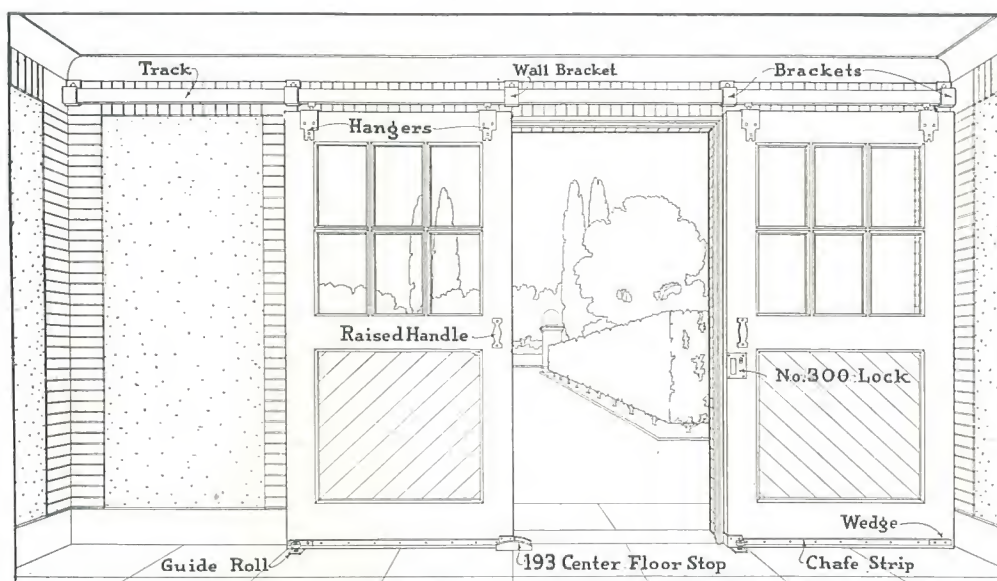 Track
Wall Bracket
Brackets
Hangers
Raised Handle
No.300 Lock
Wedge
Guide Roll
193 Center Floor Stop
Chafe Strip